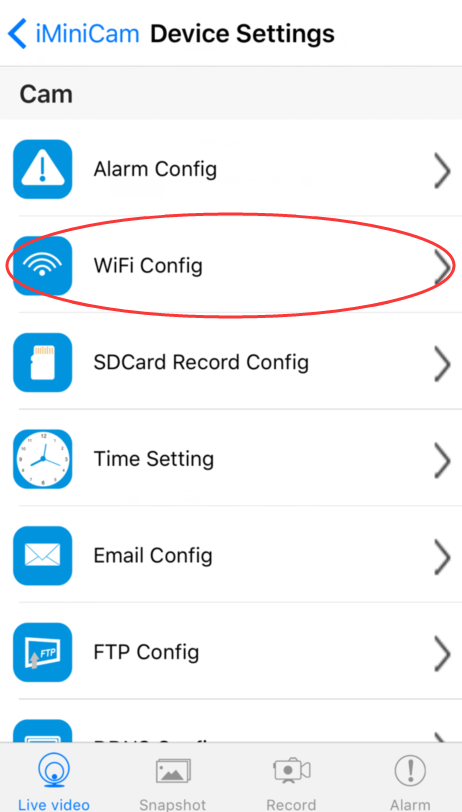 iMiniCam Device Settings
Cam
Alarm Config
WiFi Config
SDCard Record Config
Time Setting
Email Config
FTP
FTP Config
Live video Snapshot Record Alarm